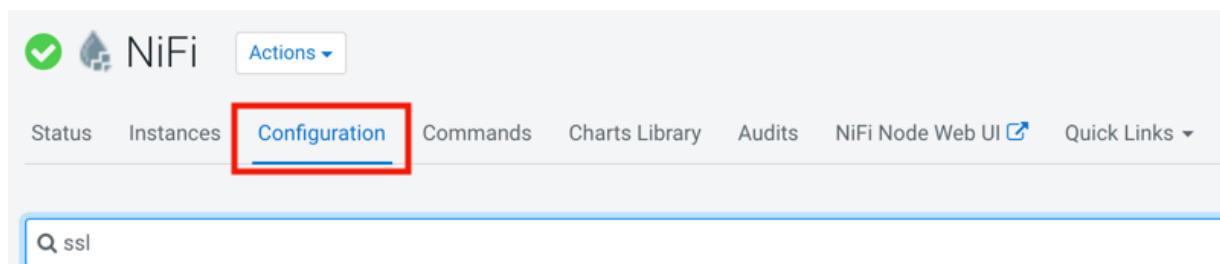 NiFi Actions
Status Instances Configuration Commands Charts Library Audits NiFi Node Web UI Quick Links
ssl